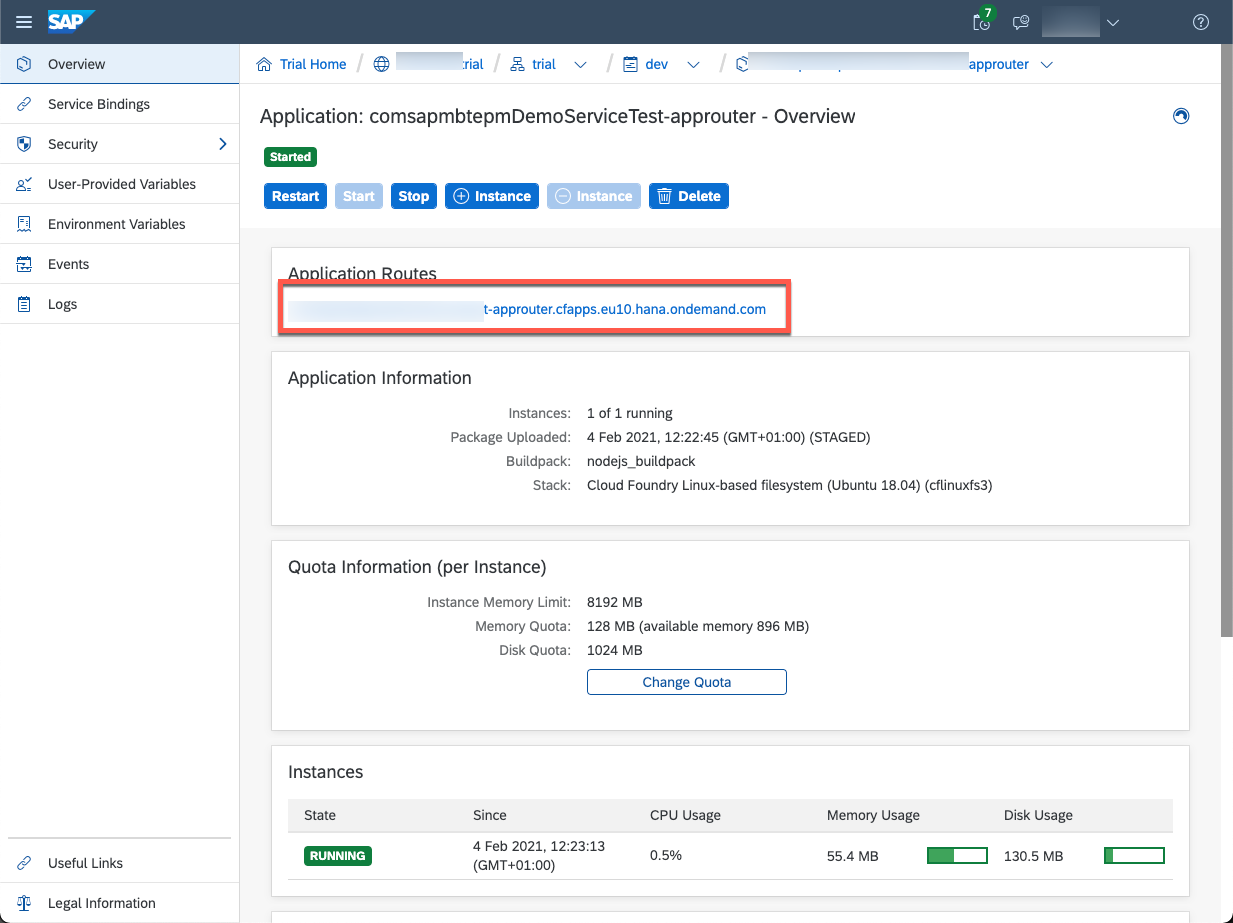 SAP
7
Overview
Service Bindings
Security
User-Provided Variables
Environment Variables
Events
Logs
Useful Links
Legal Information
Trial Home / trial / trial / dev / approuter
Application: comsapmbtepmDemoServiceTest-approuter - Overview
Started
Restart Start Stop Instance Instance Delete
Application Routes
t-approuter.cfapps.eu10.hana.ondemand.com
Application Information
Instances: 1 of 1 running
Package Uploaded: 4 Feb 2021, 12:22:45 (GMT+01:00) (STAGED)
Buildpack: nodejs_buildpack
Stack: Cloud Foundry Linux-based filesystem (Ubuntu 18.04) (cflinuxfs3)
Quota Information (per Instance)
Instance Memory Limit: 8192 MB
Memory Quota: 128 MB (available memory 896 MB)
Disk Quota: 1024 MB
Change Quota
Instances
State Since CPU Usage Memory Usage Disk Usage
RUNNING 4 Feb 2021, 12:23:13 0.5% 55.4 MB 130.5 MB
(GMT+01:00)